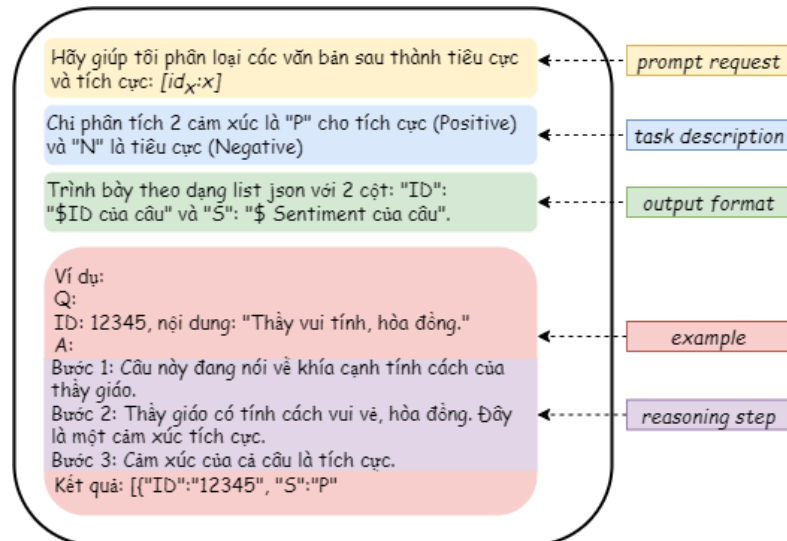 Hãy giúp tôi phân loại các văn bản sau thành tiêu cực
và tích cực: [idₓ:x]
prompt request
Chỉ phân tích 2 cảm xúc là "P" cho tích cực (Positive)
và "N" là tiêu cực (Negative)
task description
Trình bày theo dạng list json với 2 cột: "ID":
"$ID của câu" và "S": "$ Sentiment của câu".
output format
Ví dụ:
Q:
ID: 12345, nội dung: "Thầy vui tính, hòa đồng."
A:
example
Bước 1: Câu này đang nói về khía cạnh tính cách của
thầy giáo.
Bước 2: Thầy giáo có tính cách vui vẻ, hòa đồng. Đây
là một cảm xúc tích cực.
Bước 3: Cảm xúc của cả câu là tích cực.
reasoning step
Kết quả: [{"ID":"12345", "S":"P"